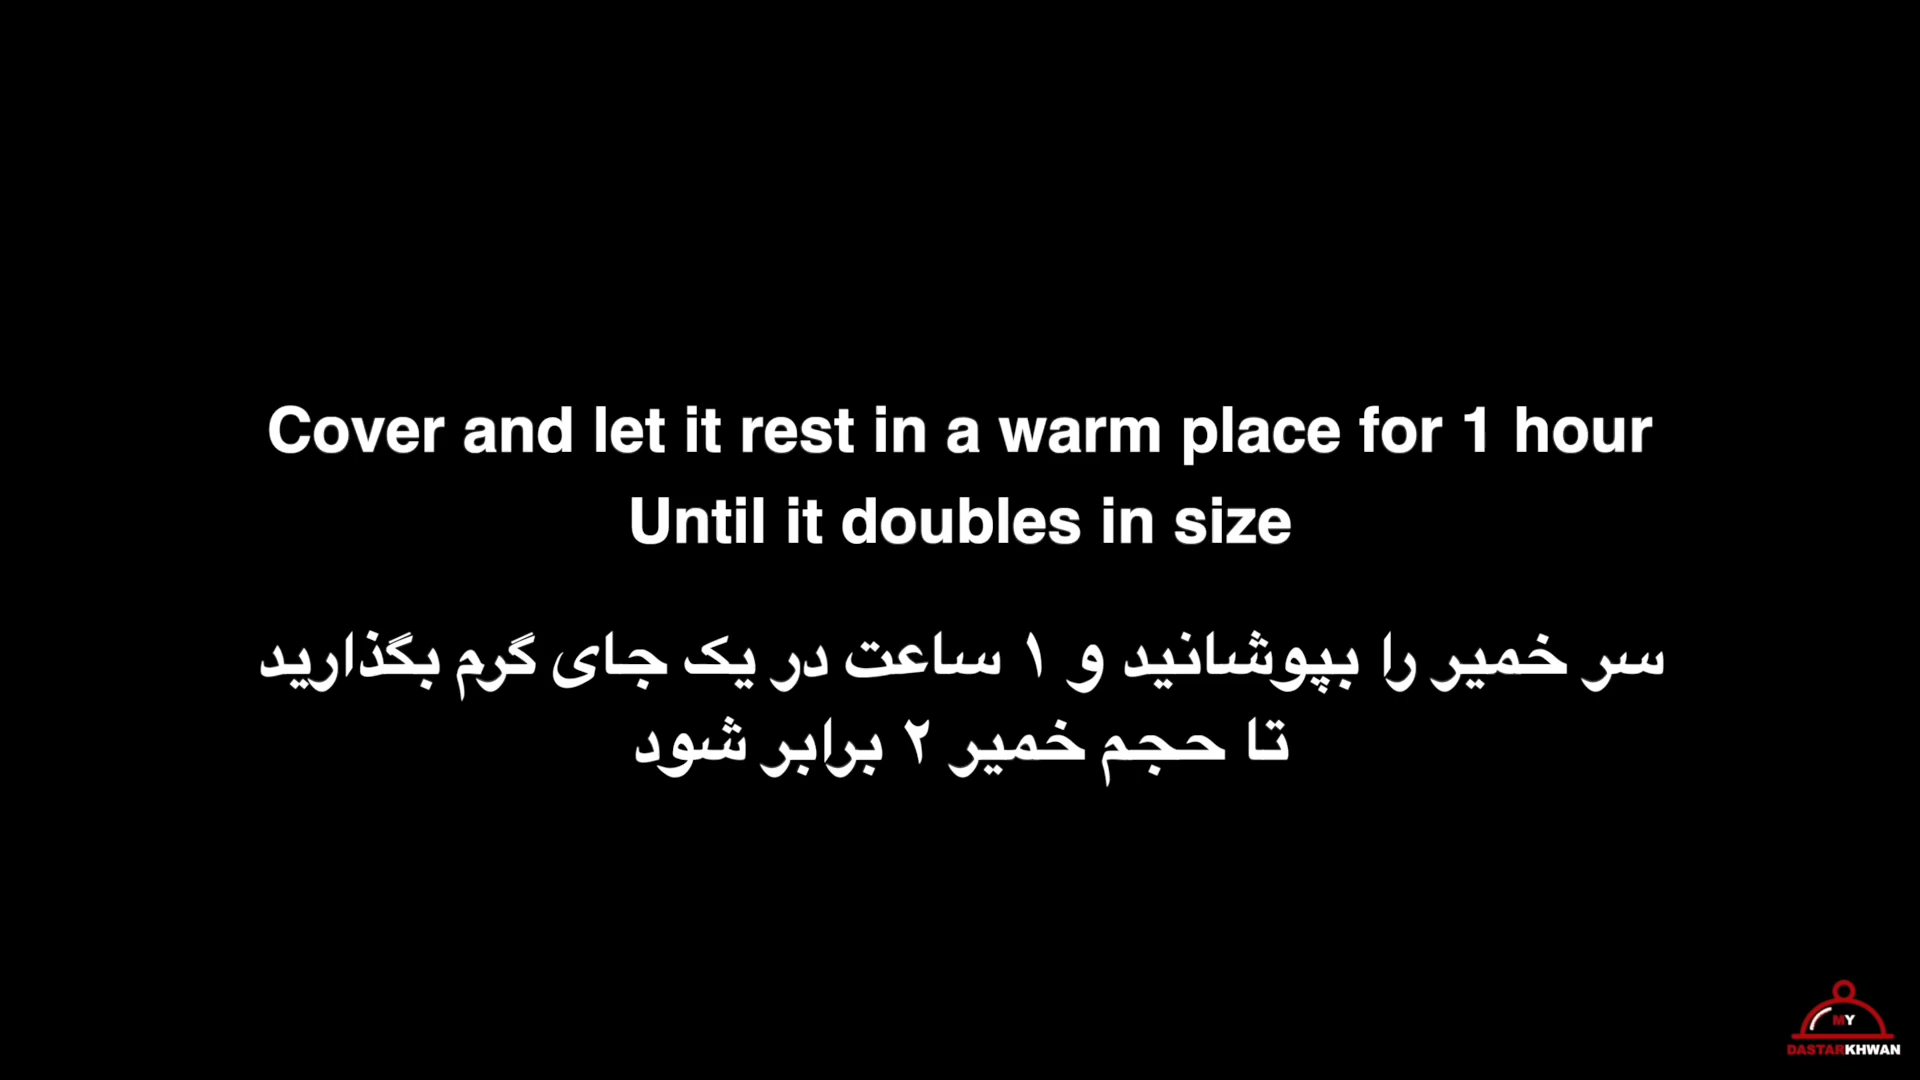 Cover and let it rest in a warm place for 1 hour
Until it doubles in size
سر خمیر را بپوشانید و ۱ ساعت در یک جای گرم بگذارید
تا حجم خمیر ۲ برابر شود
MY
DASTARKHWAN